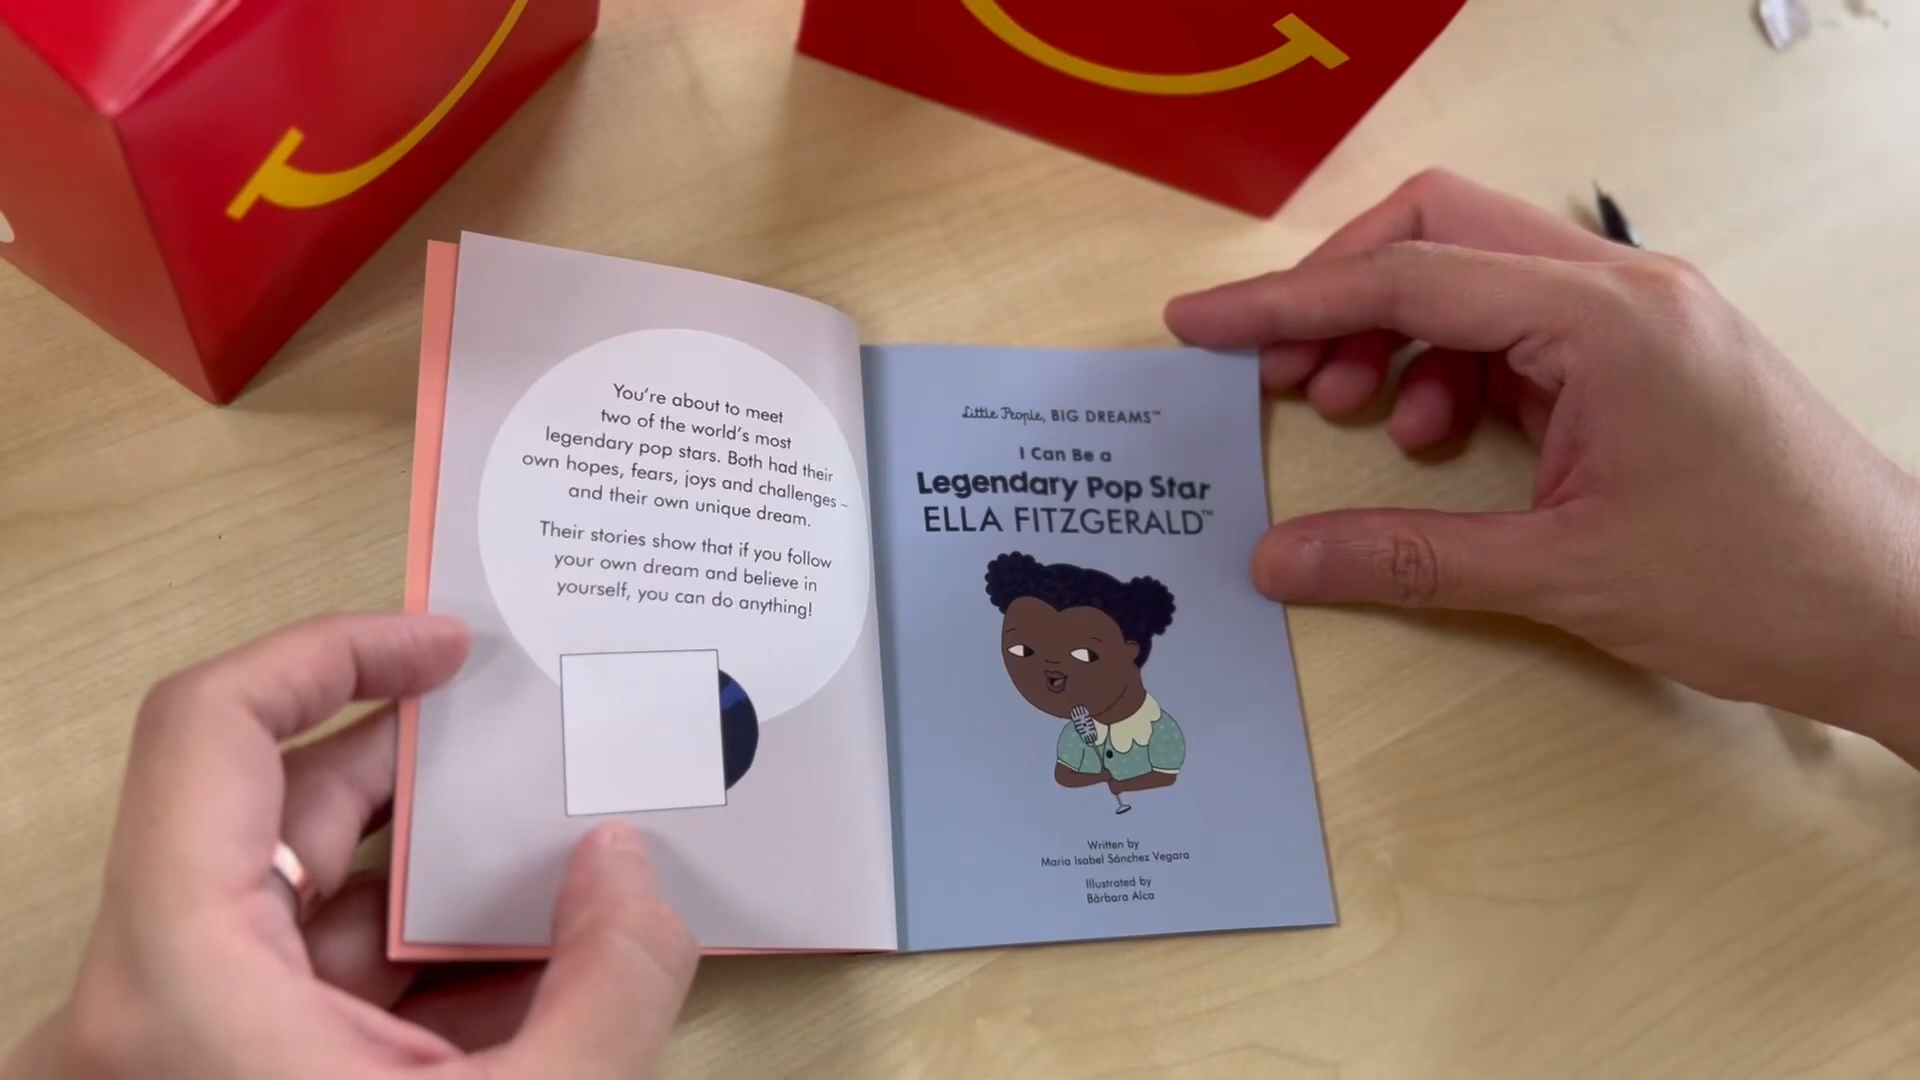 You're about to meet
two of the world's most
legendary pop stars. Both had their
own hopes, fears, joys and challenges –
and their own unique dream.
Their stories show that if you follow
your own dream and believe in
yourself, you can do anything!
Little People, BIG DREAMS™
I Can Be a
Legendary Pop Star
ELLA FITZGERALD™
Written by
Maria Isabel Sánchez Vegara
Illustrated by
Bàrbara Alca